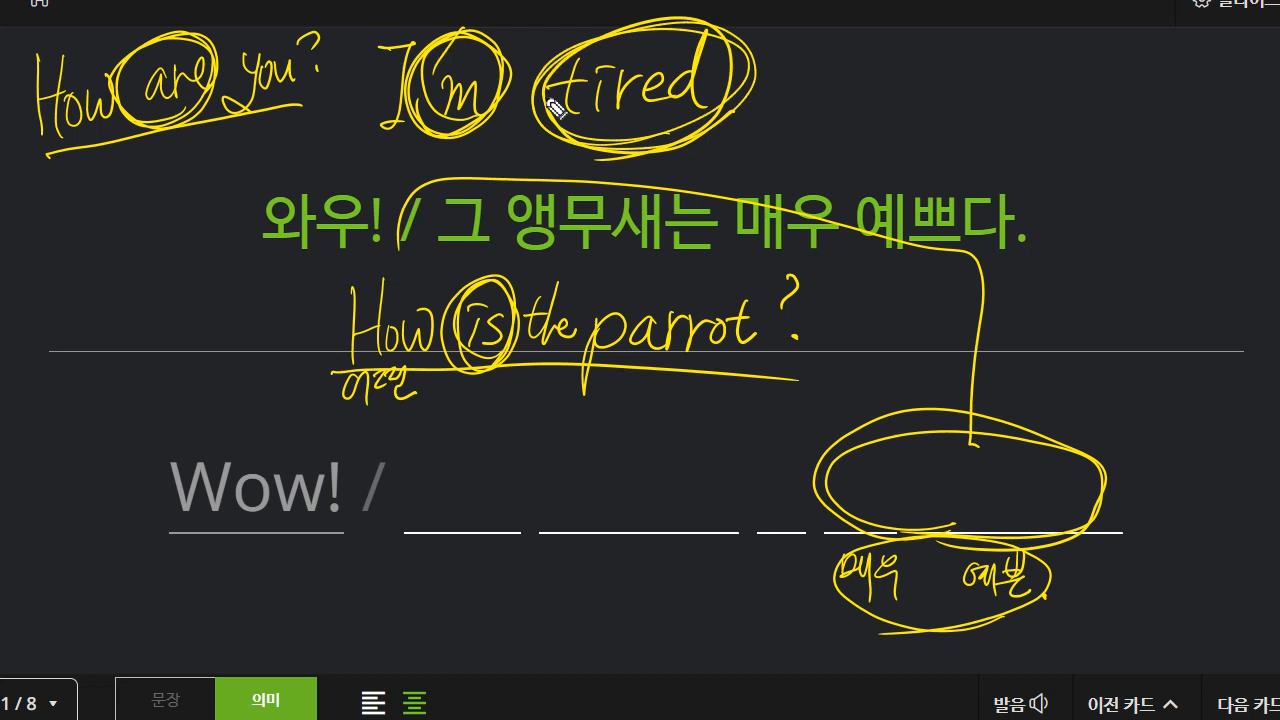 How are you? I'm tired
와우! / 그 앵무새는 매우 예쁘다.
How is the parrot?
어떤
Wow! /
매우 예쁜
1 / 8 문장 의미 발음 이전 카드 다음 카드